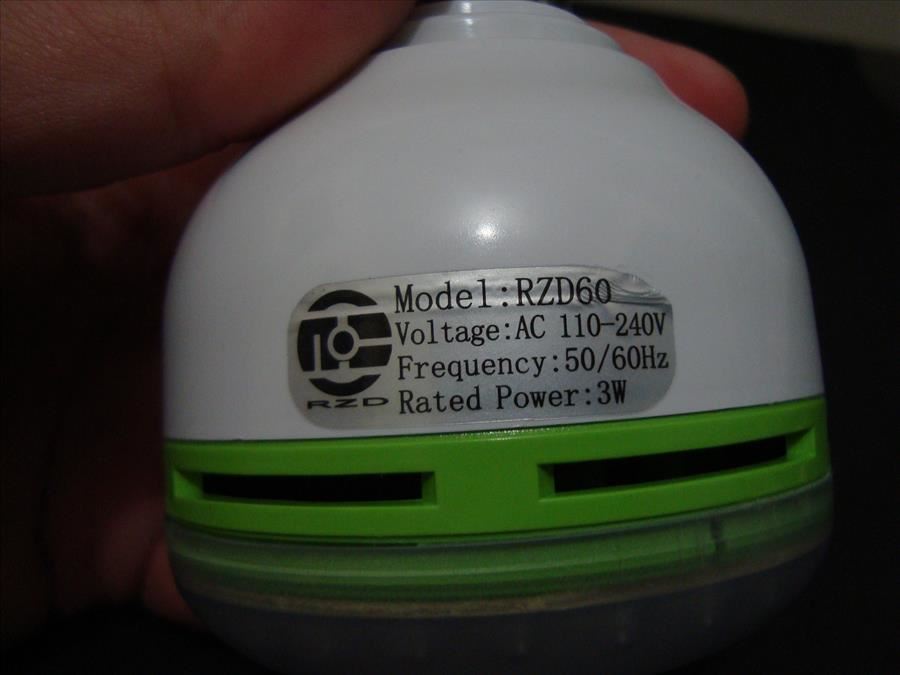 Model:RZD60
Voltage:AC 110-240V
Frequency:50/60Hz
Rated Power:3W
RZD